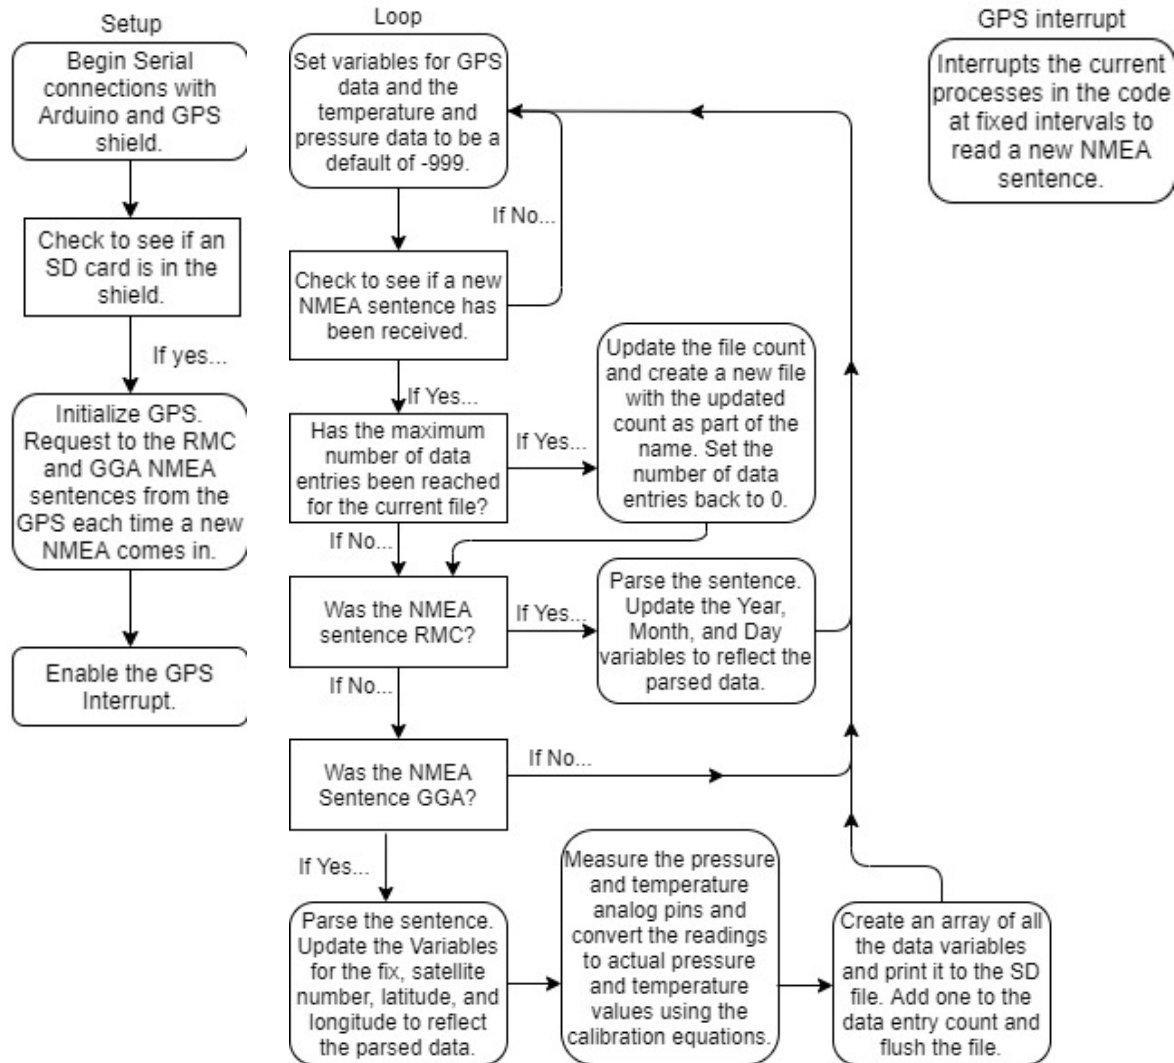 Setup
Begin Serial
connections with
Arduino and GPS
shield.
Check to see if an
SD card is in the
shield.
If yes...
Initialize GPS.
Request to the RMC
and GGA NMEA
sentences from the
GPS each time a new
NMEA comes in.
Enable the GPS
Interrupt.
Loop
Set variables for GPS
data and the
temperature and
pressure data to be a
default of -999.
If No...
Check to see if a new
NMEA sentence has
been received.
If Yes...
Has the maximum
number of data
entries been reached
for the current file?
If Yes...
Update the file count
and create a new file
with the updated
count as part of the
name. Set the
number of data
entries back to 0.
If No...
Was the NMEA
sentence RMC?
If Yes...
Parse the sentence.
Update the Year,
Month, and Day
variables to reflect the
parsed data.
If No...
Was the NMEA
Sentence GGA?
If No...
If Yes...
Parse the sentence.
Update the Variables
for the fix, satellite
number, latitude, and
longitude to reflect
the parsed data.
Measure the pressure
and temperature
analog pins and
convert the readings
to actual pressure
and temperature
values using the
calibration equations.
Create an array of all
the data variables
and print it to the SD
file. Add one to the
data entry count and
flush the file.
GPS interrupt
Interrupts the current
processes in the code
at fixed intervals to
read a new NMEA
sentence.